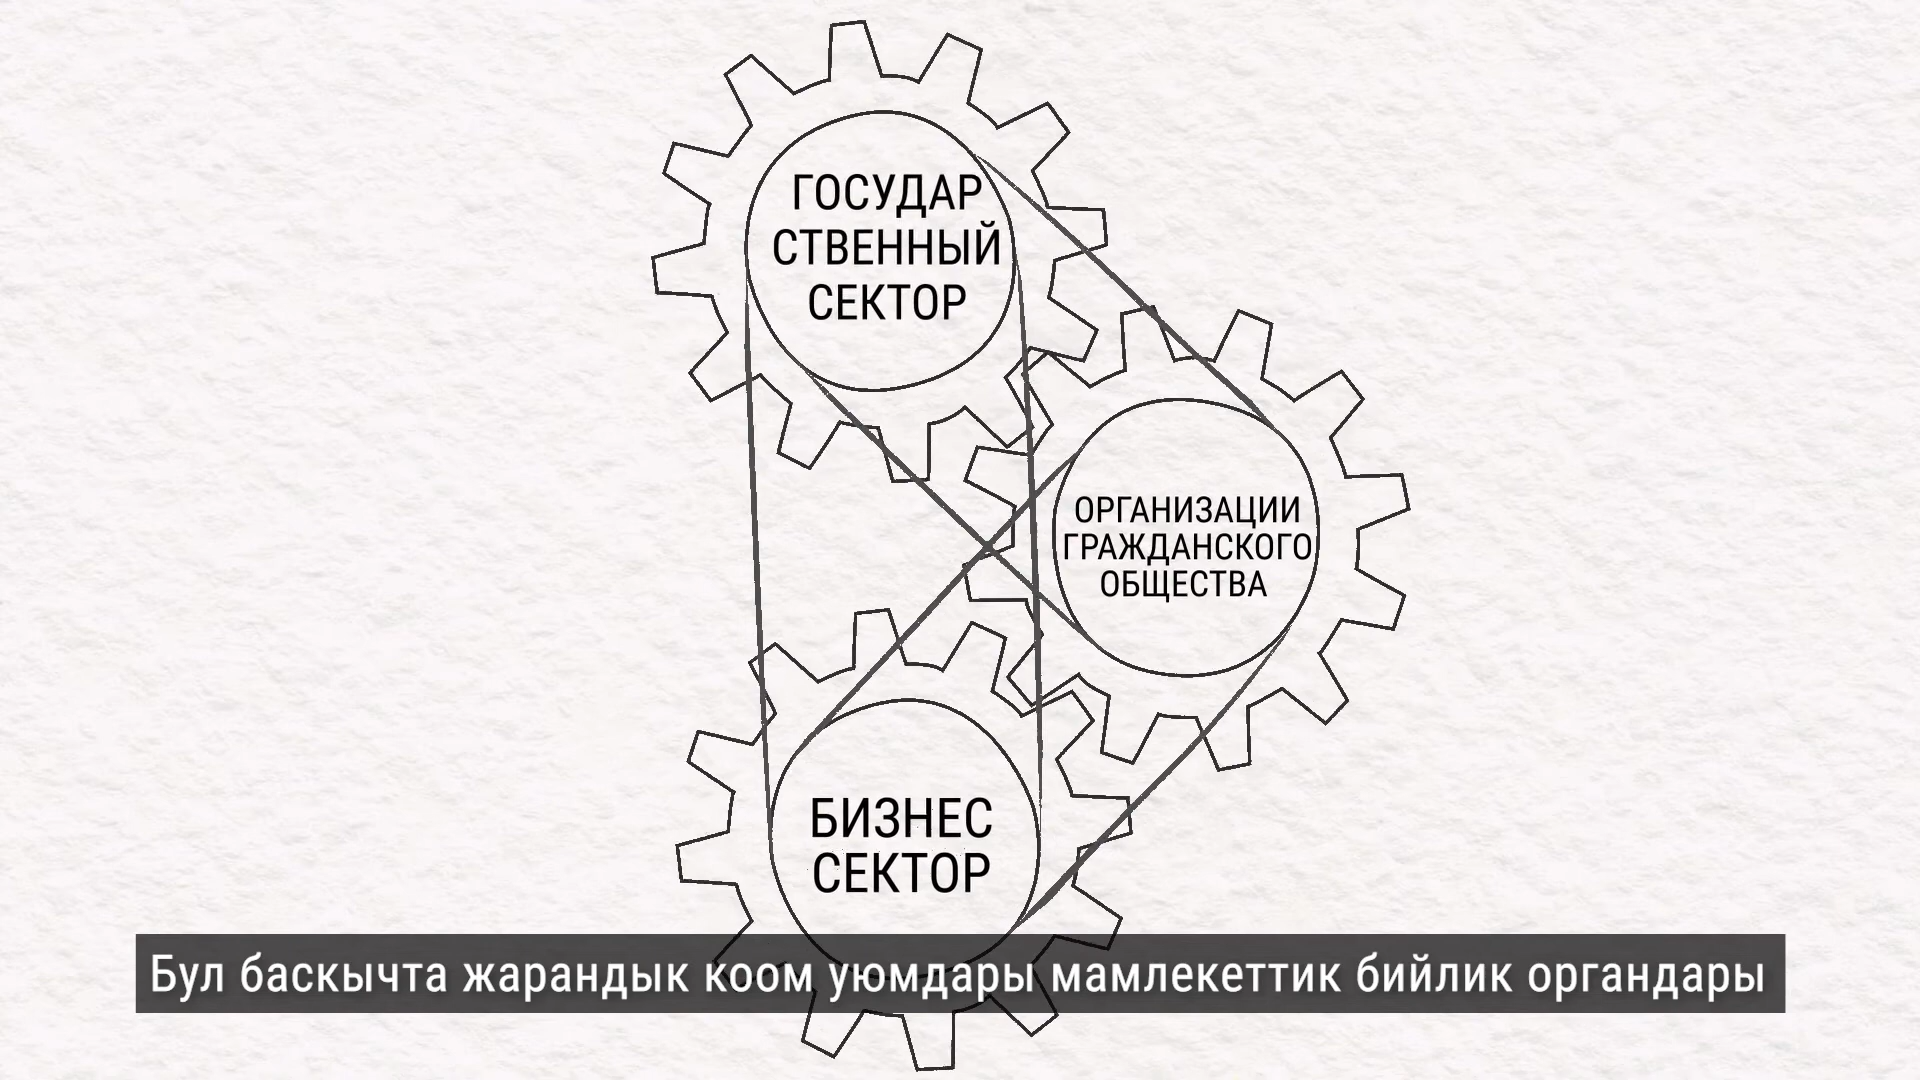 ГОСУДАР
СТВЕННЫЙ
СЕКТОР
ОРГАНИЗАЦИИ
ГРАЖДАНСКОГО
ОБЩЕСТВА
БИЗНЕС
СЕКТОР
Бул баскычта жарандык коом уюмдары мамлекеттик бийлик органдары